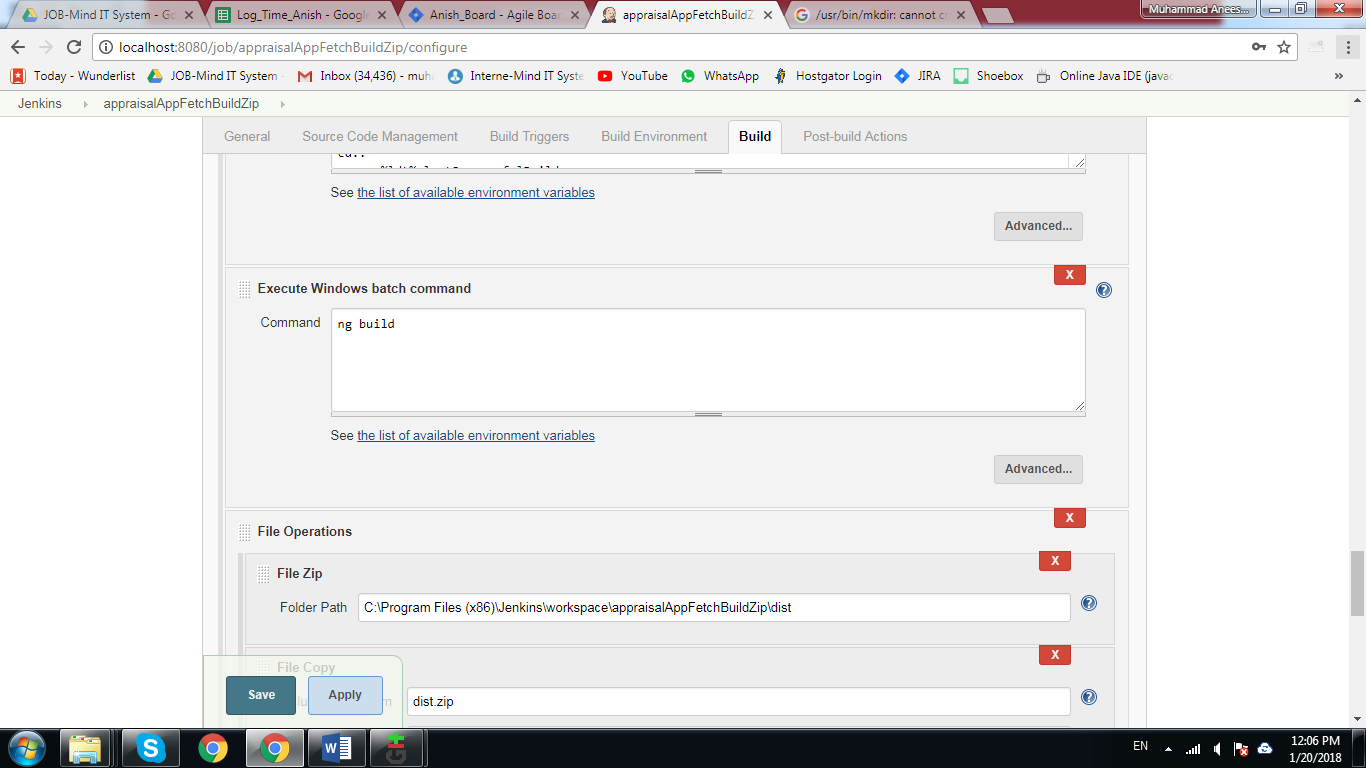 JOB-Mind IT System - Go
Log_Time_Anish - Google
Anish_Board - Agile Boar
appraisalAppFetchBuildZ
/usr/bin/mkdir: cannot c
Muhammad Anees...
localhost:8080/job/appraisalAppFetchBuildZip/configure
Today - Wunderlist
JOB-Mind IT System
Inbox (34,436) - muh
Interne-Mind IT Syste
YouTube
WhatsApp
Hostgator Login
JIRA
Shoebox
Online Java IDE (javac
»
Jenkins
appraisalAppFetchBuildZip
General
Source Code Management
Build Triggers
Build Environment
Build
Post-build Actions
See the list of available environment variables
Advanced...
X
Execute Windows batch command
Command
ng build
See the list of available environment variables
Advanced...
X
File Operations
X
File Zip
Folder Path
C:\Program Files (x86)\Jenkins\workspace\appraisalAppFetchBuildZip\dist
X
File Copy
dist.zip
Save
Apply
EN
12:06 PM
1/20/2018